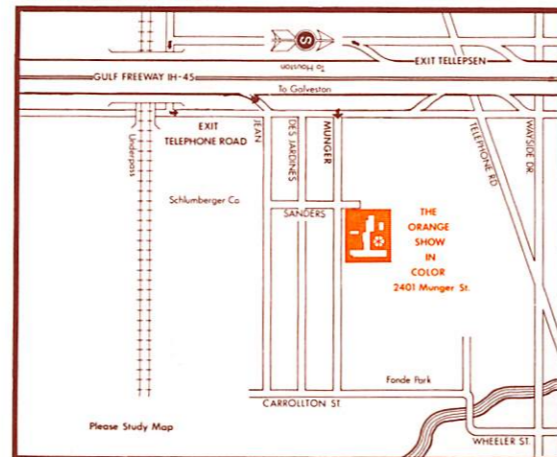 S
To Houston
EXIT TELLEPSEN
GULF FREEWAY IH-45
To Galveston
EXIT
TELEPHONE ROAD
JEAN
DES JARDINES
MUNGER
TELEPHONE RD
WAYSIDE DR.
Underpass
Schlumberger Co.
SANDERS
THE
ORANGE
SHOW
IN
COLOR
2401 Munger St.
Fonde Park
CARROLLTON ST.
Please Study Map
WHEELER ST.